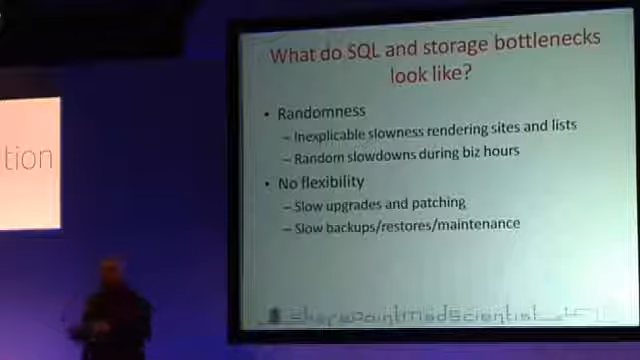 What do SQL and storage bottlenecks
look like?
• Randomness
– Inexplicable slowness rendering sites and lists
– Random slowdowns during biz hours
• No flexibility
– Slow upgrades and patching
– Slow backups/restores/maintenance
tion
sharepointmadscientist